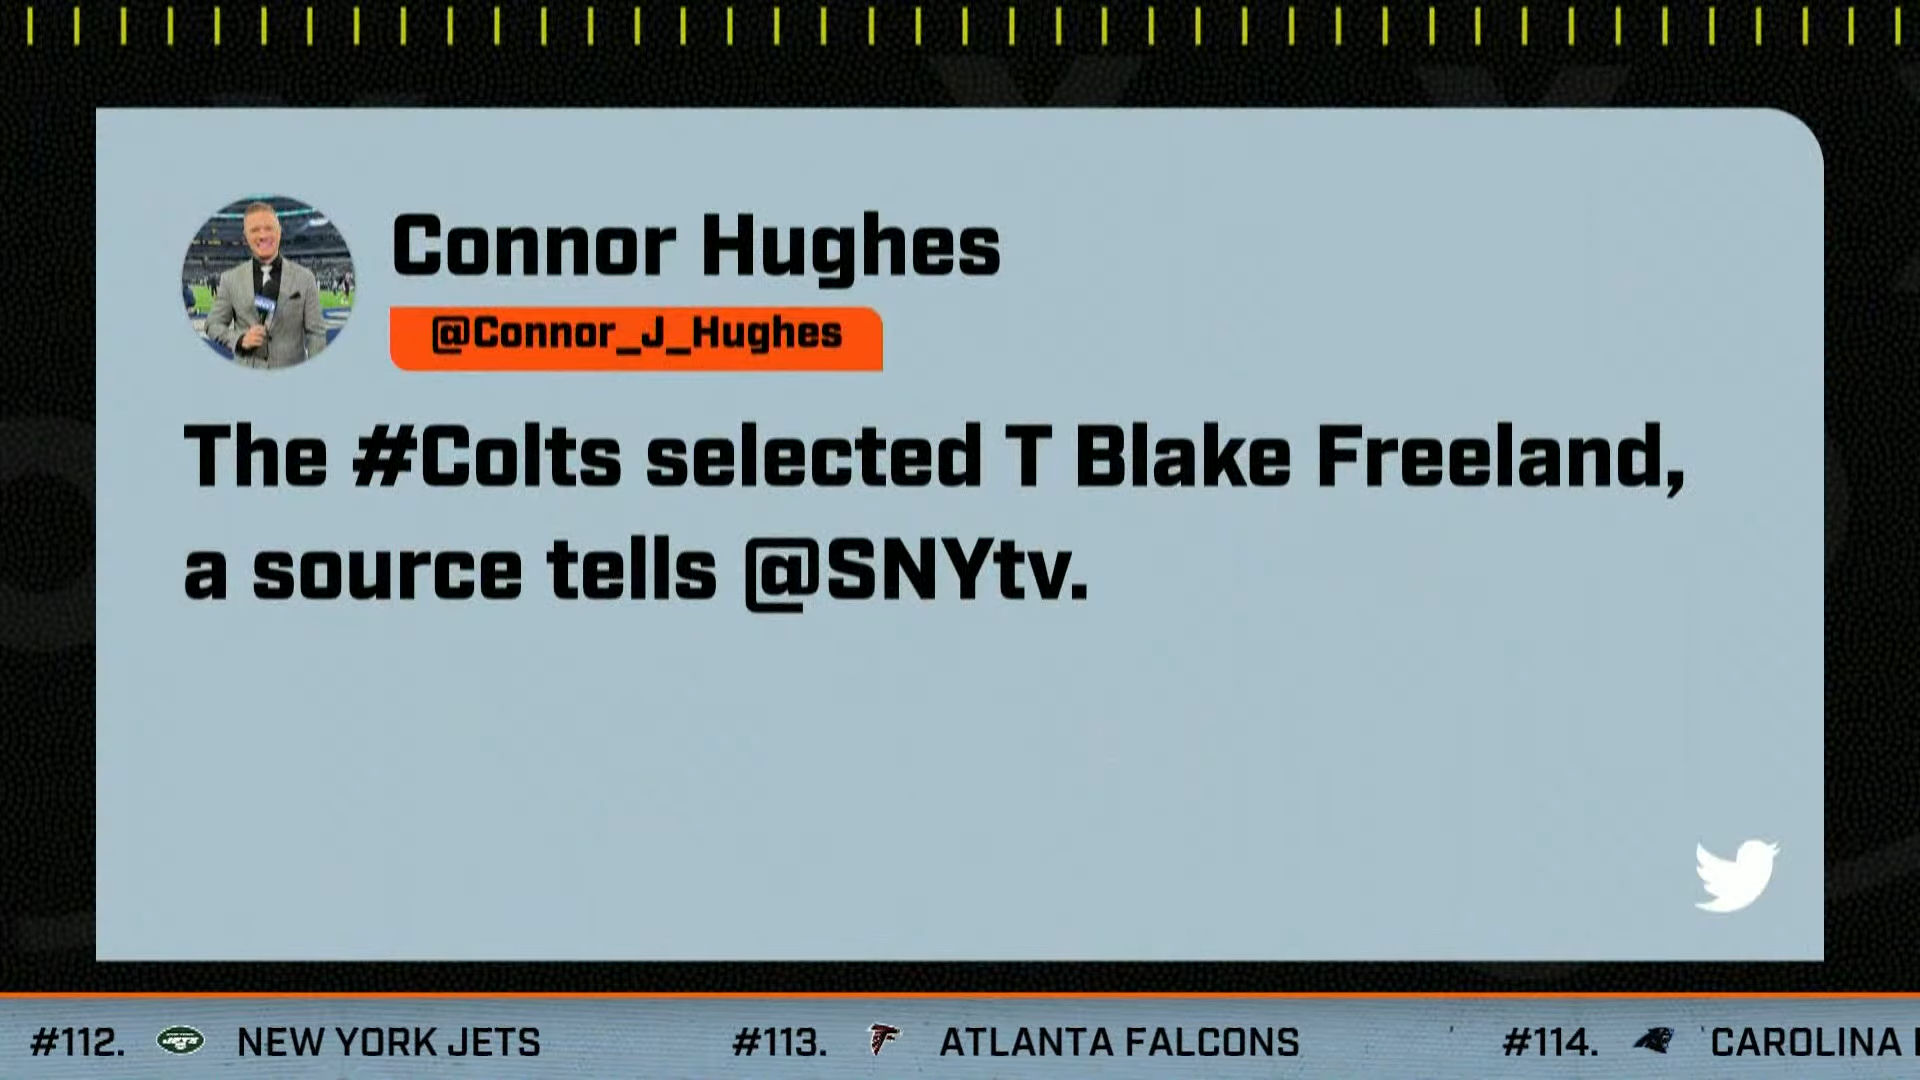 Connor Hughes
@Connor_J_Hughes
The #Colts selected T Blake Freeland,
a source tells @SNYtv.
#112. JETS NEW YORK JETS #113. ATLANTA FALCONS #114. CAROLINA